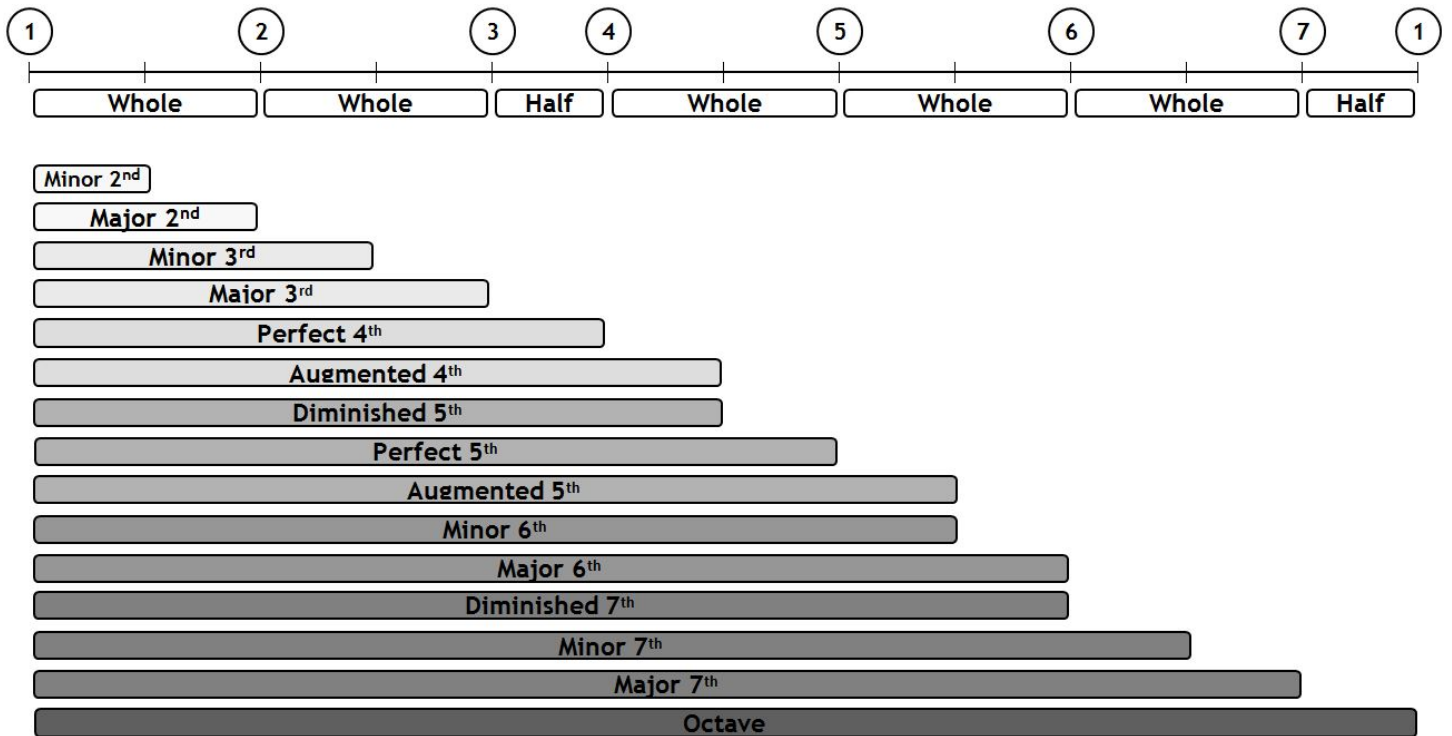 1 2 3 4 5 6 7 1
Whole Whole Half Whole Whole Whole Half
Minor 2nd
Major 2nd
Minor 3rd
Major 3rd
Perfect 4th
Augmented 4th
Diminished 5th
Perfect 5th
Augmented 5th
Minor 6th
Major 6th
Diminished 7th
Minor 7th
Major 7th
Octave